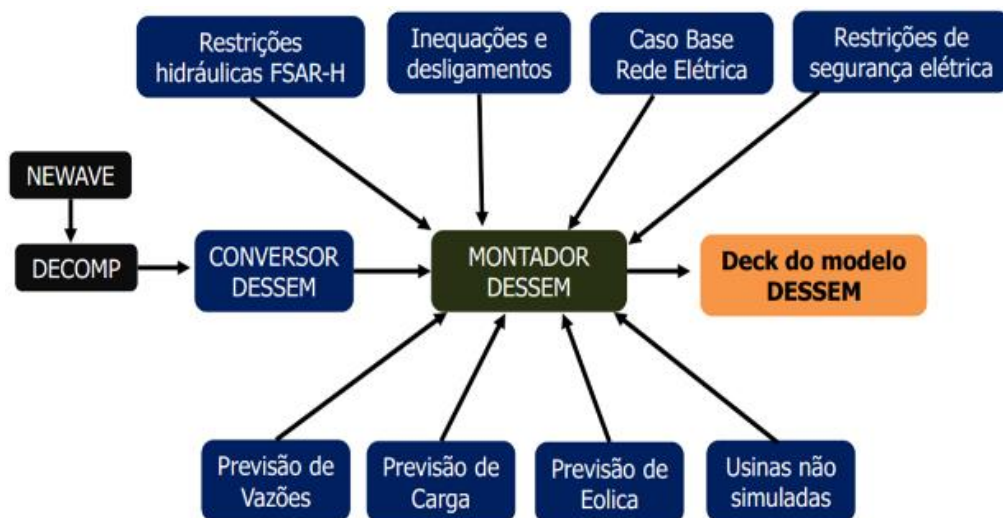 Restrições
hidráulicas FSAR-H
Inequações e
desligamentos
Caso Base
Rede Elétrica
Restrições de
segurança elétrica
NEWAVE
DECOMP
CONVERSOR
DESSEM
MONTADOR
DESSEM
Deck do modelo
DESSEM
Previsão de
Vazões
Previsão de
Carga
Previsão de
Eolica
Usinas não
simuladas